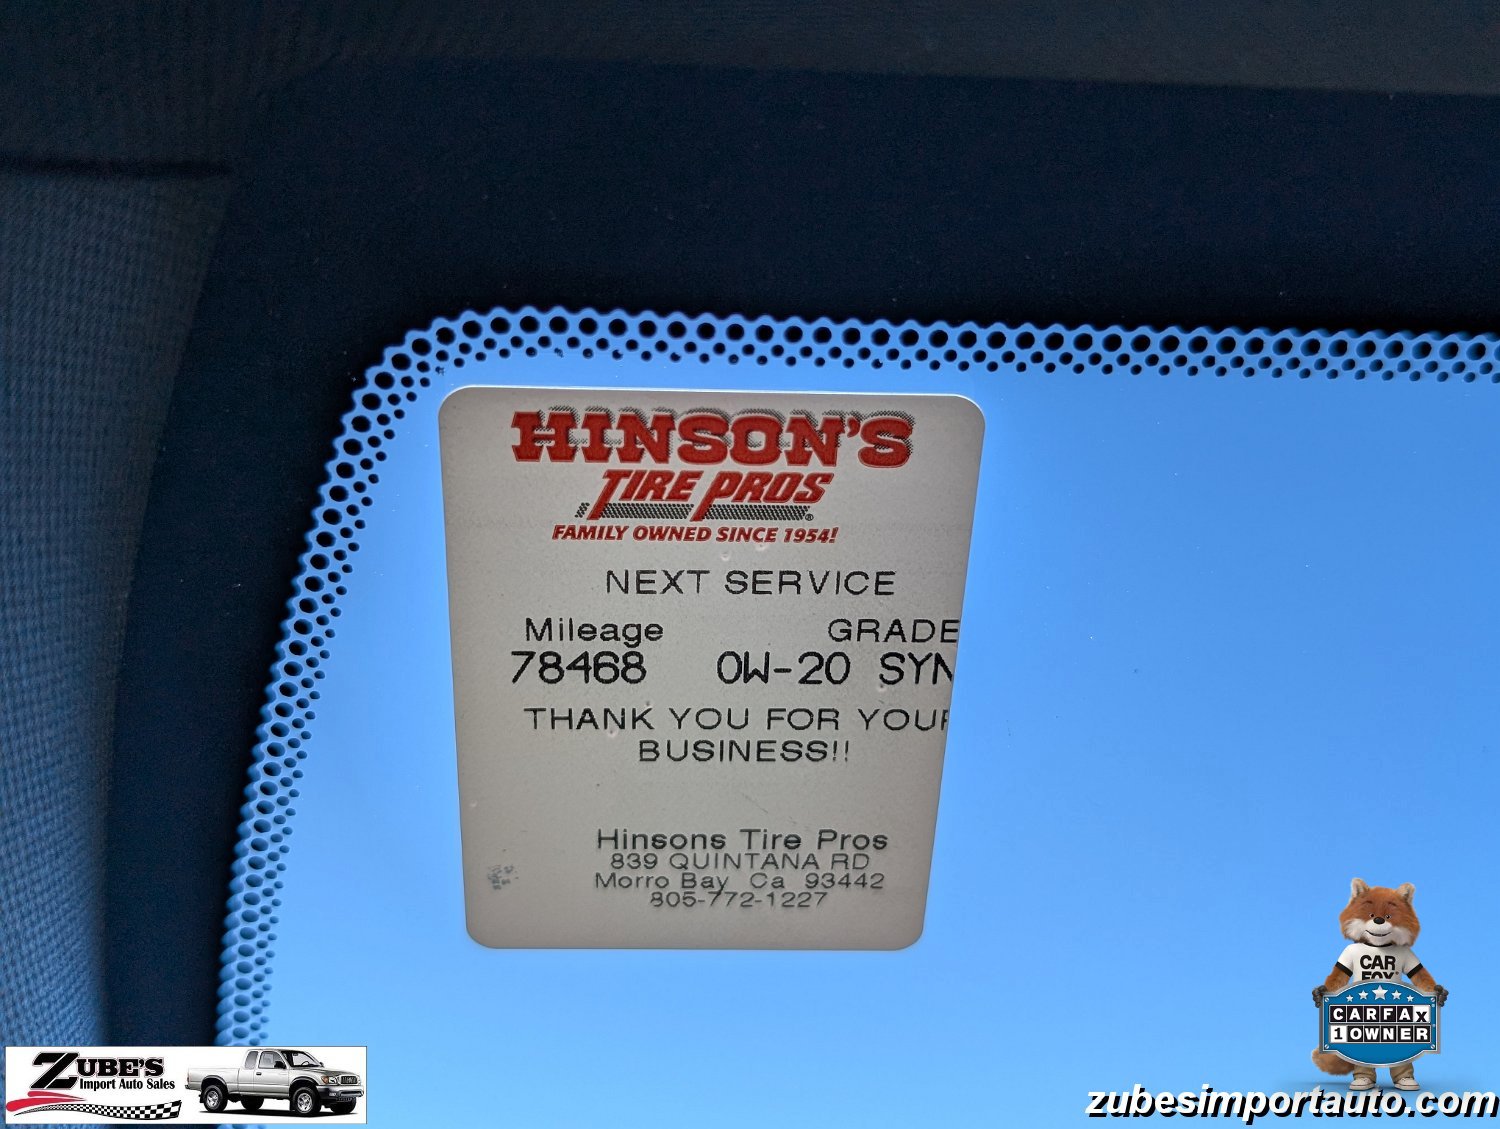 HINSON'S
TIRE PROS
®
FAMILY OWNED SINCE 1954!
NEXT SERVICE
Mileage GRADE
78468 0W-20 SYN
THANK YOU FOR YOUR
BUSINESS!!
Hinsons Tire Pros
839 QUINTANA RD
Morro Bay Ca 93442
805-772-1227
CAR
FOX
CARFAX
1 OWNER
ZUBE'S
Import Auto Sales
zubesimportauto.com